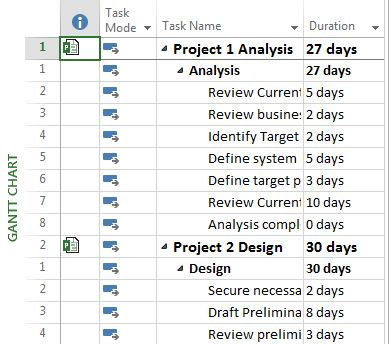 Task Mode Task Name Duration
1 Project 1 Analysis 27 days
1 Analysis 27 days
2 Review Current 5 days
3 Review busines 2 days
4 Identify Target 2 days
5 Define system 5 days
6 Define target p 3 days
7 Review Current 10 days
8 Analysis compl 0 days
2 Project 2 Design 30 days
1 Design 30 days
2 Secure necessa 2 days
3 Draft Prelimina 8 days
4 Review prelimi 3 days
GANTT CHART